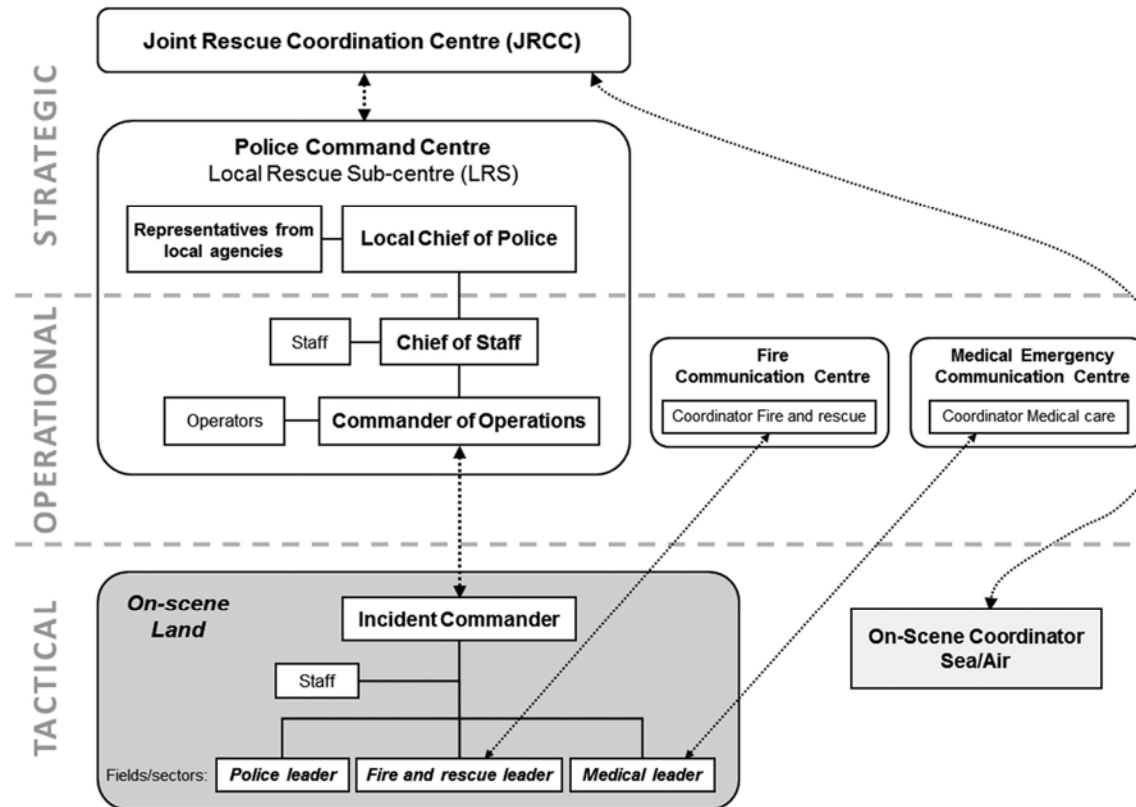 STRATEGIC
Joint Rescue Coordination Centre (JRCC)
Police Command Centre
Local Rescue Sub-centre (LRS)
Representatives from
local agencies
Local Chief of Police
OPERATIONAL
Staff
Chief of Staff
Operators
Commander of Operations
Fire
Communication Centre
Coordinator Fire and rescue
Medical Emergency
Communication Centre
Coordinator Medical care
TACTICAL
On-scene
Land
Incident Commander
Staff
Fields/sectors:
Police leader
Fire and rescue leader
Medical leader
On-Scene Coordinator
Sea/Air